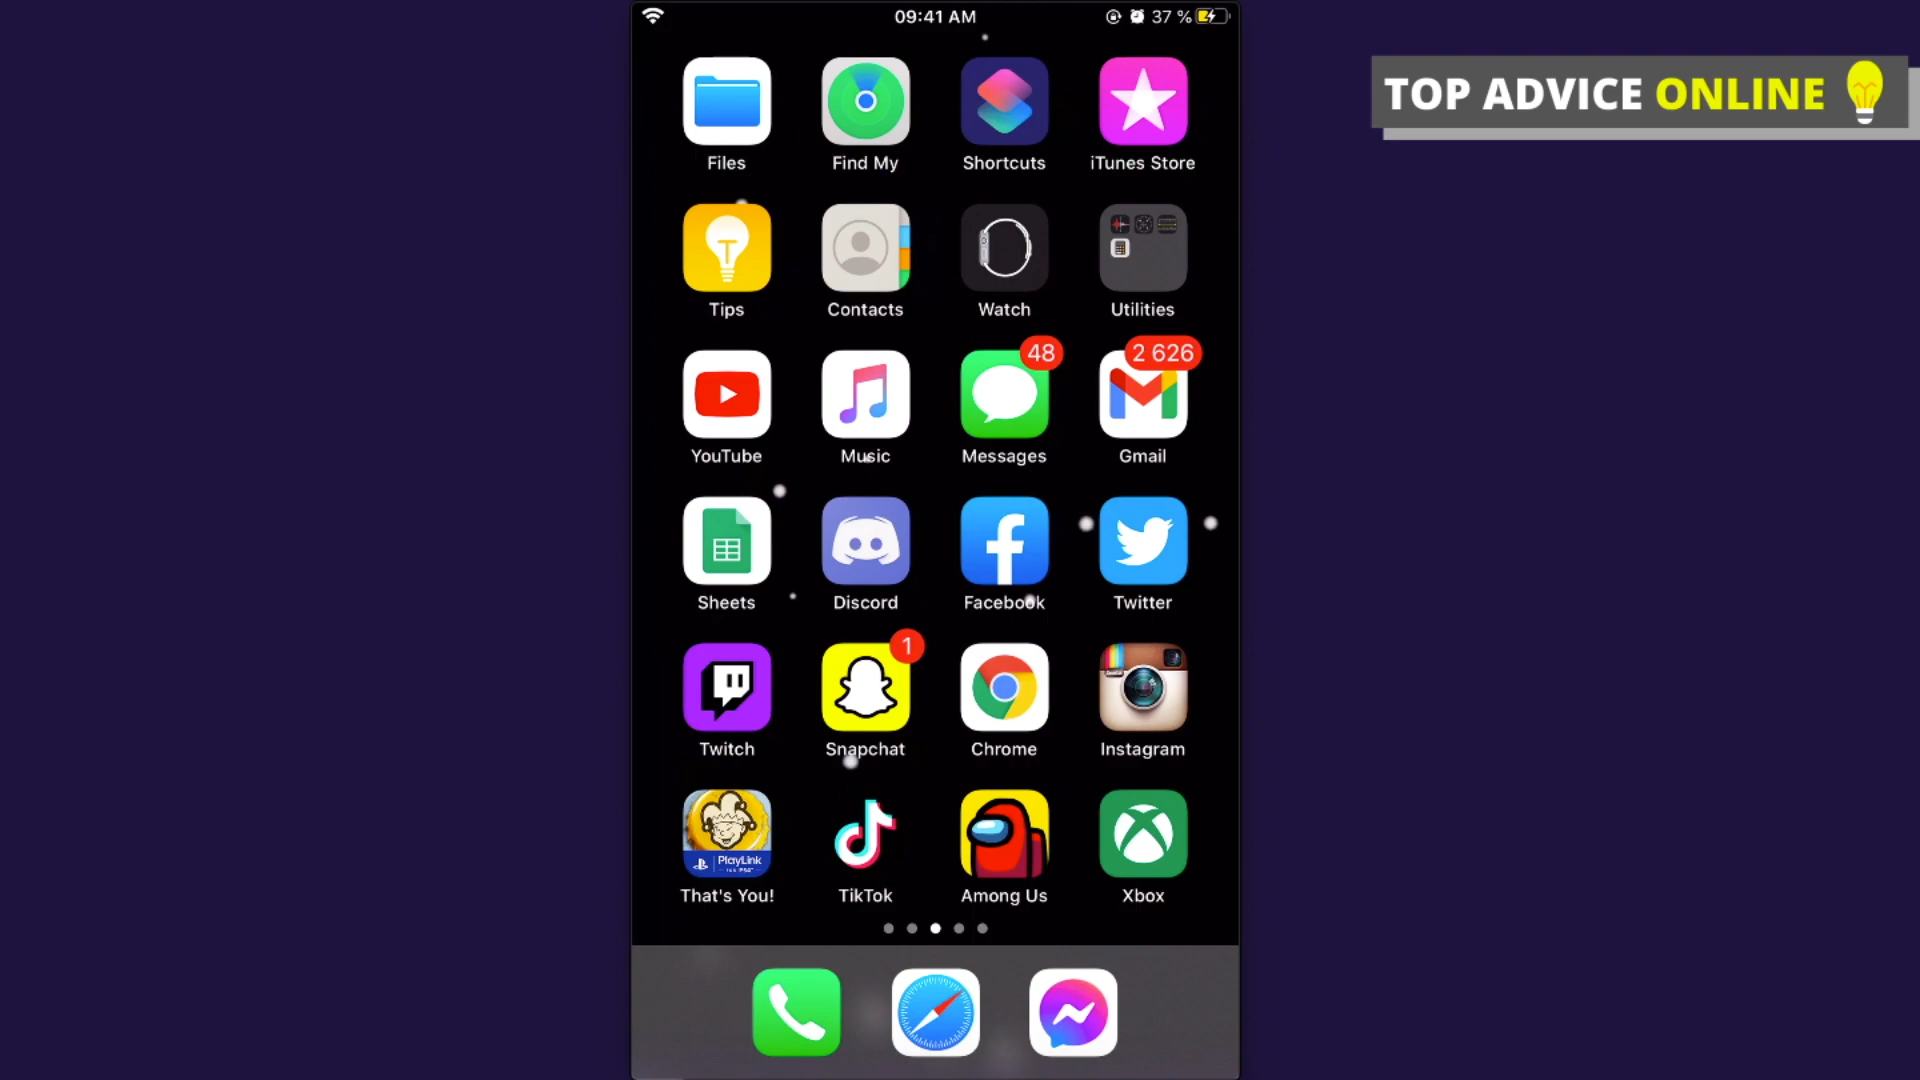 09:41 AM
37 %
TOP ADVICE ONLINE
Files
Find My
Shortcuts
iTunes Store
Tips
Contacts
Watch
Utilities
48
2 626
YouTube
Music
Messages
Gmail
Sheets
Discord
Facebook
Twitter
1
Twitch
Snapchat
Chrome
Instagram
PlayLink
That's You!
TikTok
Among Us
Xbox